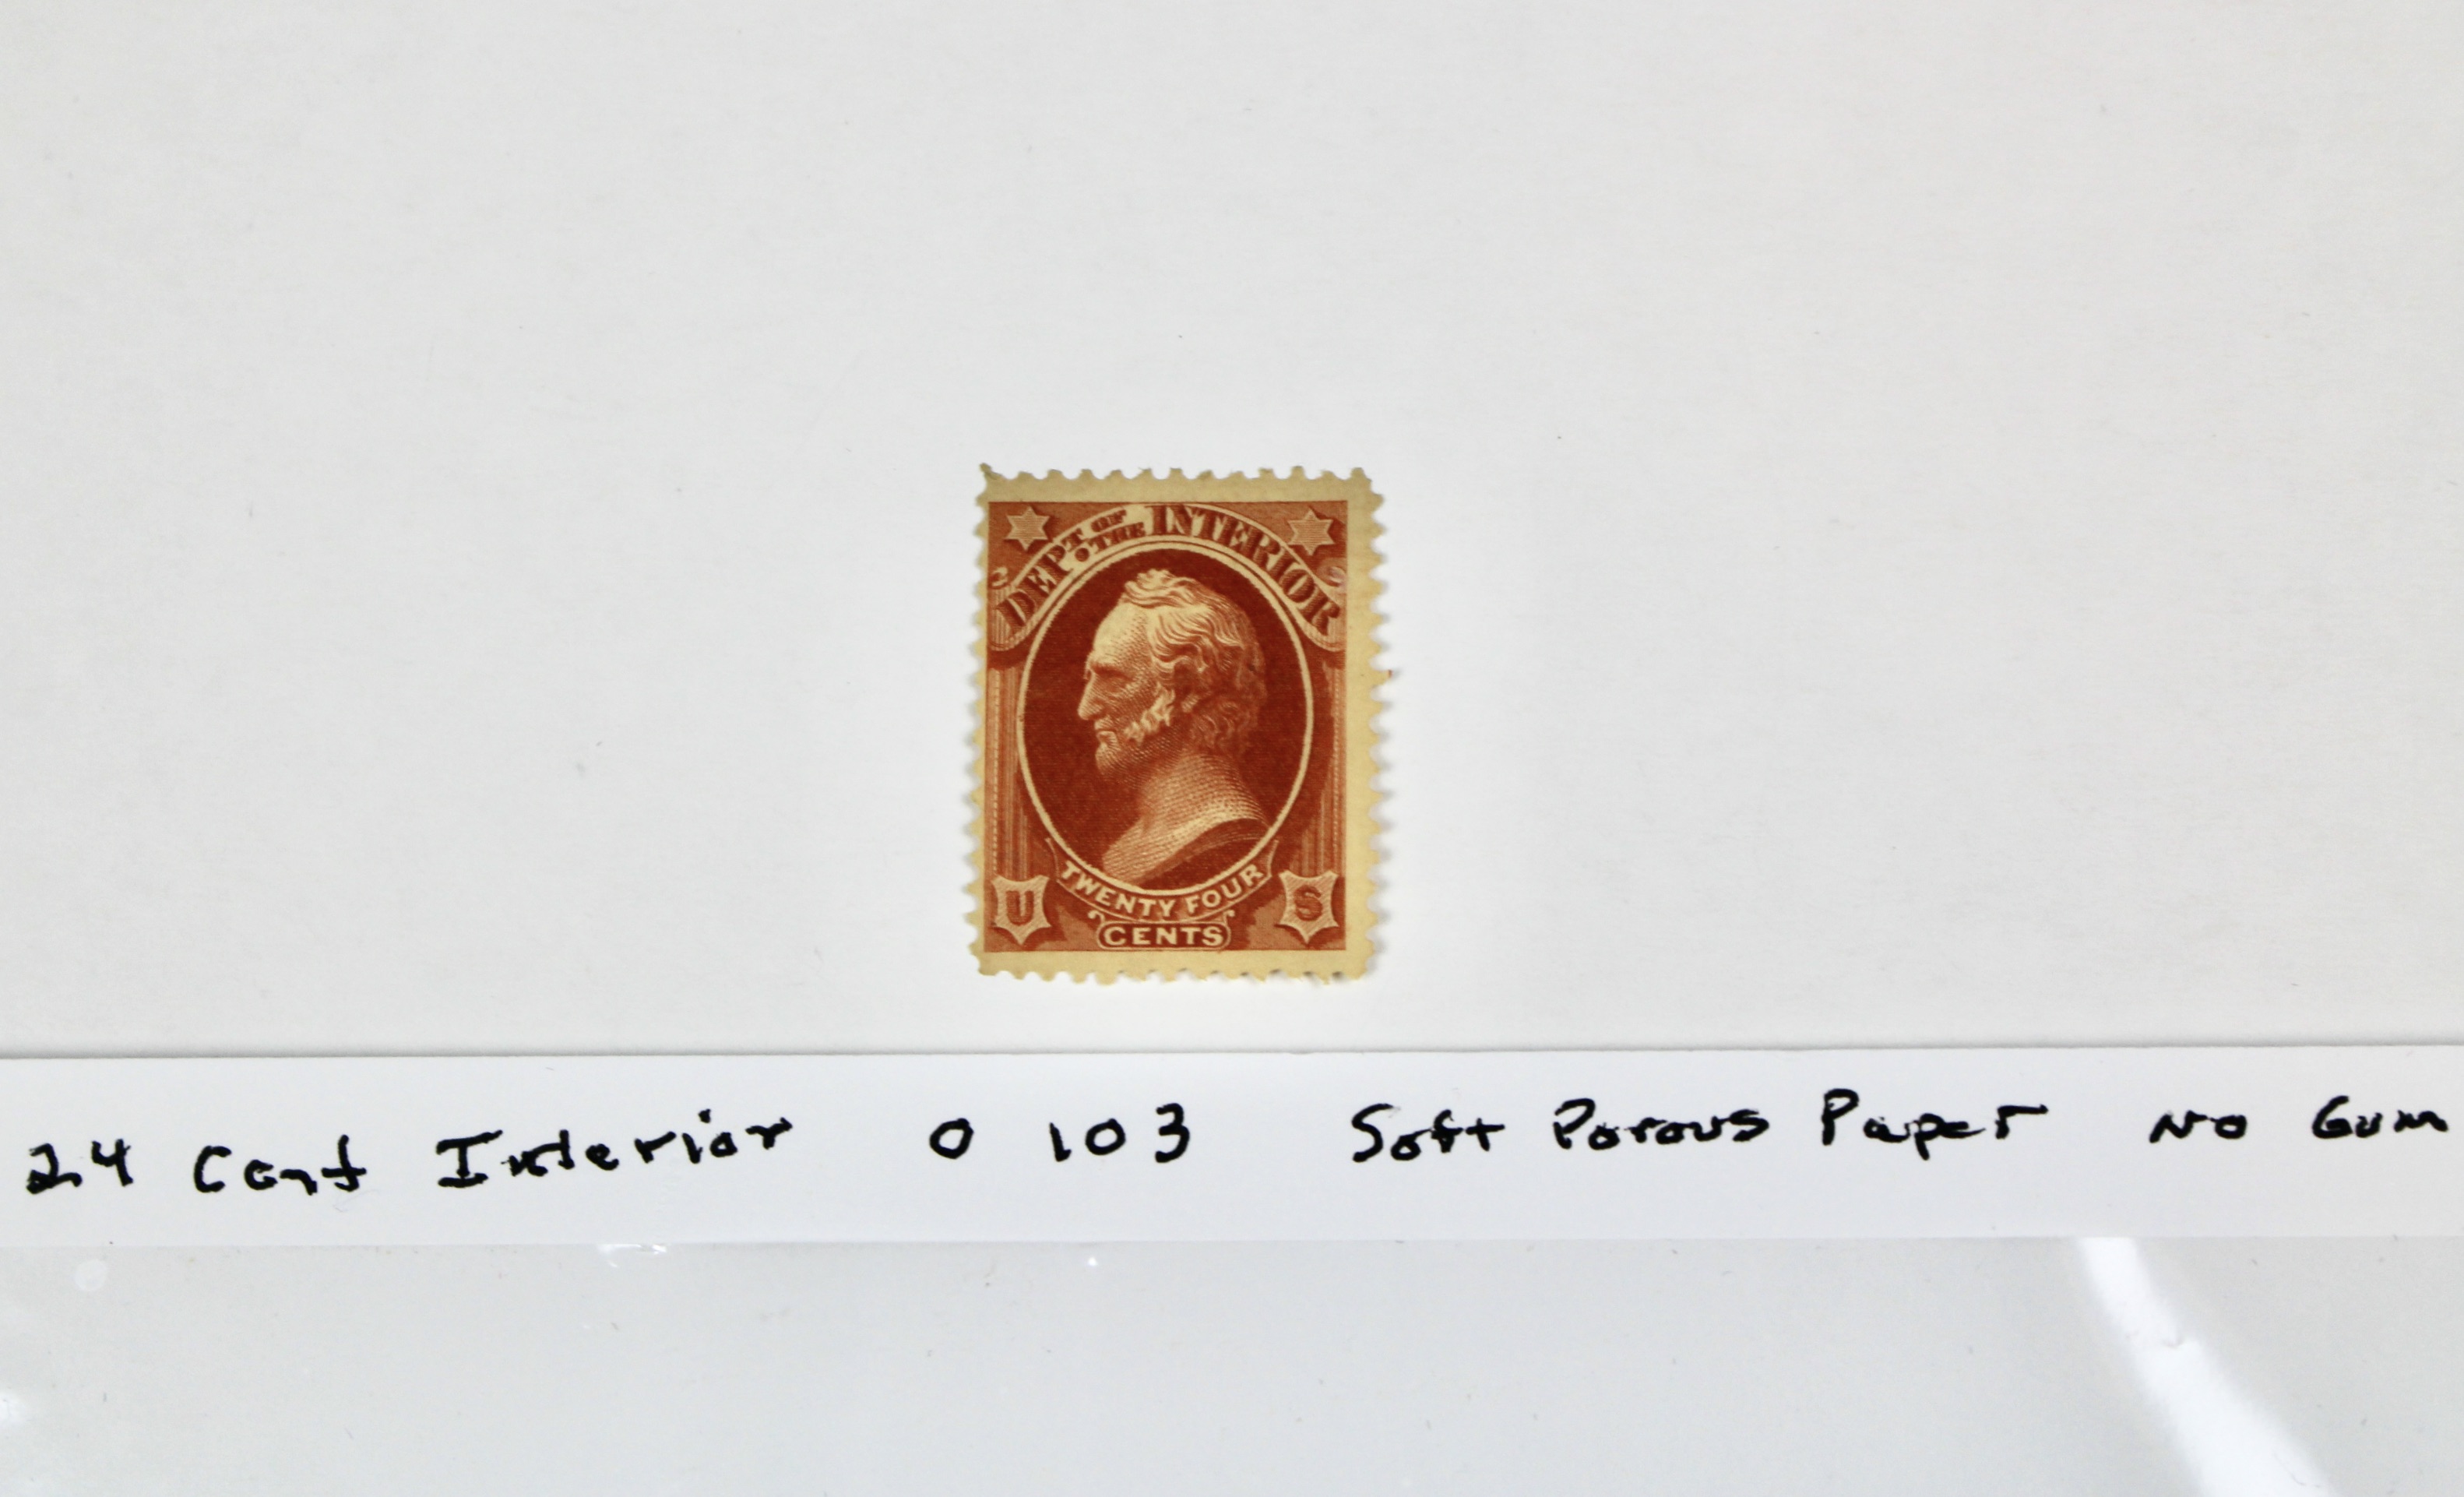 DEPT OF THE INTERIOR
TWENTY FOUR
U S
CENTS
24 Cent Interior O 103 Soft Porous Paper No Gum